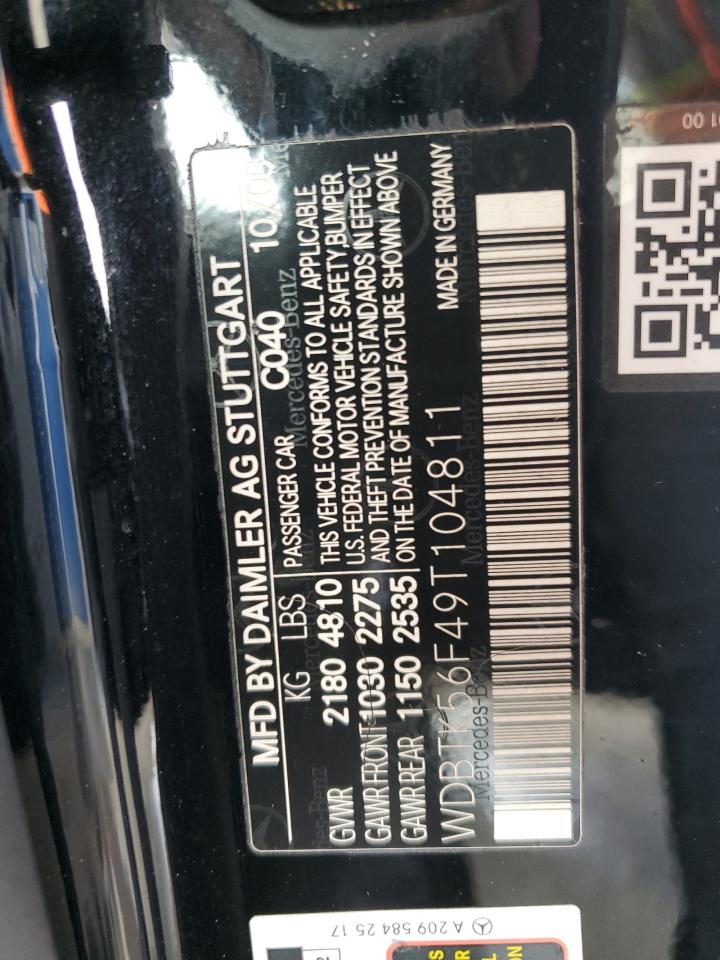 MFD BY DAIMLER AG STUTTGART
KG LBS PASSENGER CAR C040
GVWR 2180 4810 THIS VEHICLE CONFORMS TO ALL APPLICABLE
GAWR FRONT 1030 2275 U.S. FEDERAL MOTOR VEHICLE SAFETY,BUMPER
GAWR REAR 1150 2535 AND THEFT PREVENTION STANDARDS IN EFFECT
ON THE DATE OF MANUFACTURE SHOWN ABOVE
WDBTK56F49T104811 MADE IN GERMANY
Mercedes-Benz
A 209 584 25 17